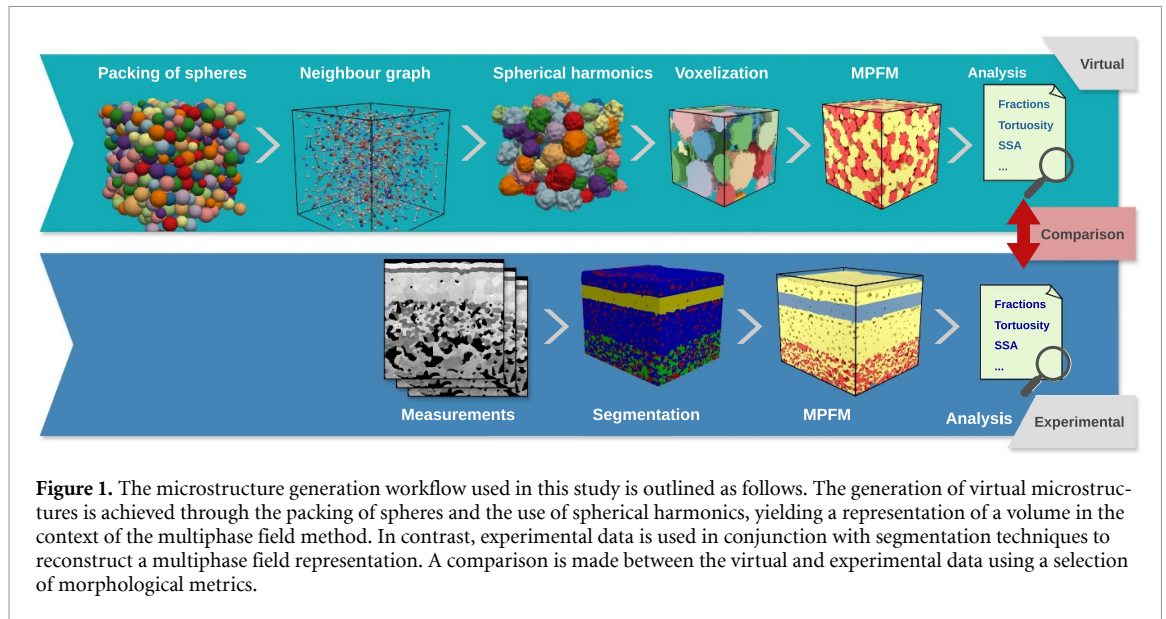 Packing of spheres
Neighbour graph
Spherical harmonics
Voxelization
MPFM
Analysis
Virtual
Fractions
Tortuosity
SSA
...
Comparison
Fractions
Tortuosity
SSA
...
Measurements
Segmentation
MPFM
Analysis
Experimental
Figure 1. The microstructure generation workflow used in this study is outlined as follows. The generation of virtual microstruc-
tures is achieved through the packing of spheres and the use of spherical harmonics, yielding a representation of a volume in the
context of the multiphase field method. In contrast, experimental data is used in conjunction with segmentation techniques to
reconstruct a multiphase field representation. A comparison is made between the virtual and experimental data using a selection
of morphological metrics.